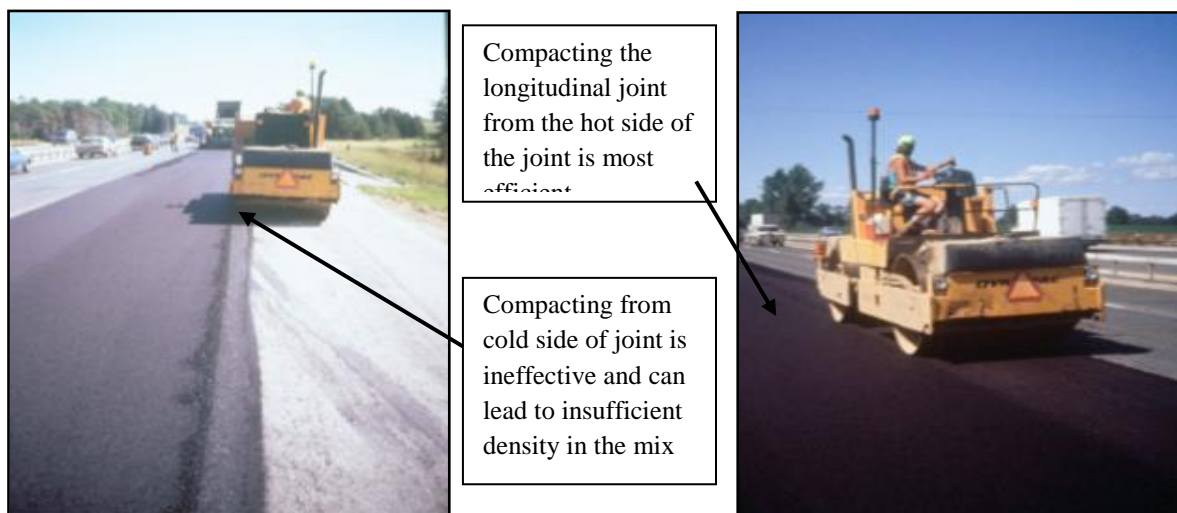 Compacting the
longitudinal joint
from the hot side of
the joint is most
efficient
Compacting from
cold side of joint is
ineffective and can
lead to insufficient
density in the mix